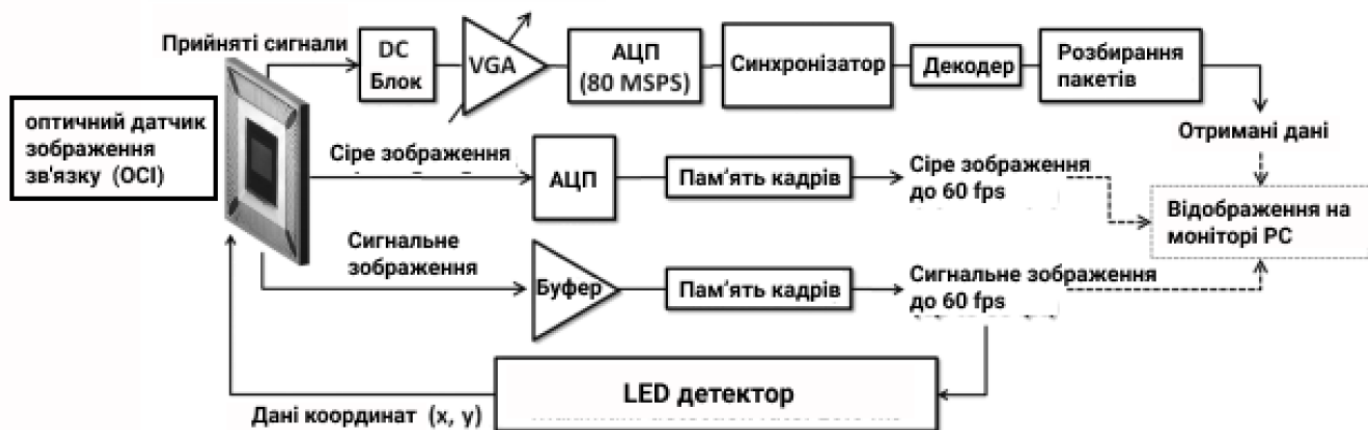 Прийняті сигнали
DC
Блок
VGA
АЦП
(80 MSPS)
Синхронізатор
Декодер
Розбирання
пакетів
оптичний датчик
зображення
зв'язку (OCI)
Отримані дані
Сіре зображення
АЦП
Пам'ять кадрів
Сіре зображення
до 60 fps
Відображення на
моніторі PC
Сигнальне
зображення
Буфер
Пам'ять кадрів
Сигнальне зображення
до 60 fps
LED детектор
Дані координат (x, y)